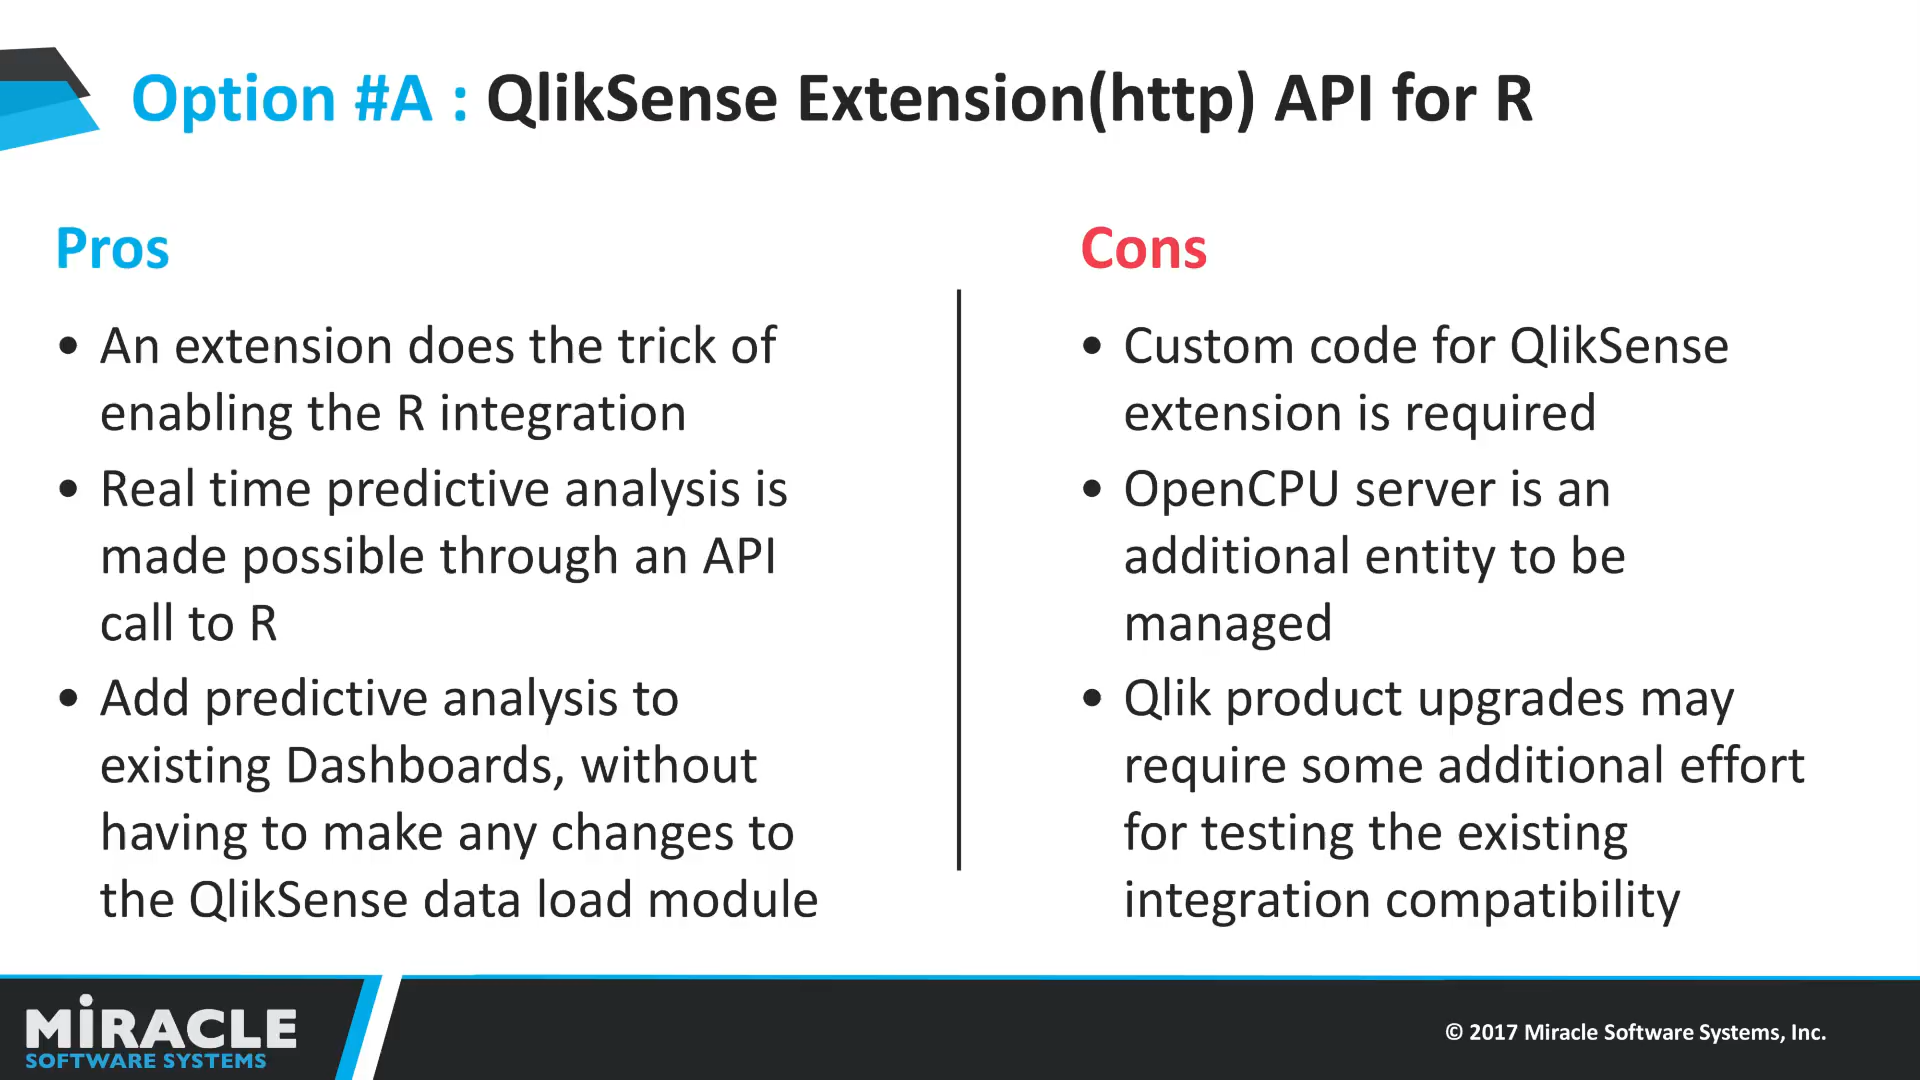 Option #A : QlikSense Extension(http) API for R
Pros
• An extension does the trick of
enabling the R integration
• Real time predictive analysis is
made possible through an API
call to R
• Add predictive analysis to
existing Dashboards, without
having to make any changes to
the QlikSense data load module
Cons
• Custom code for QlikSense
extension is required
• OpenCPU server is an
additional entity to be
managed
• Qlik product upgrades may
require some additional effort
for testing the existing
integration compatibility
MiRACLE
SOFTWARE SYSTEMS
© 2017 Miracle Software Systems, Inc.